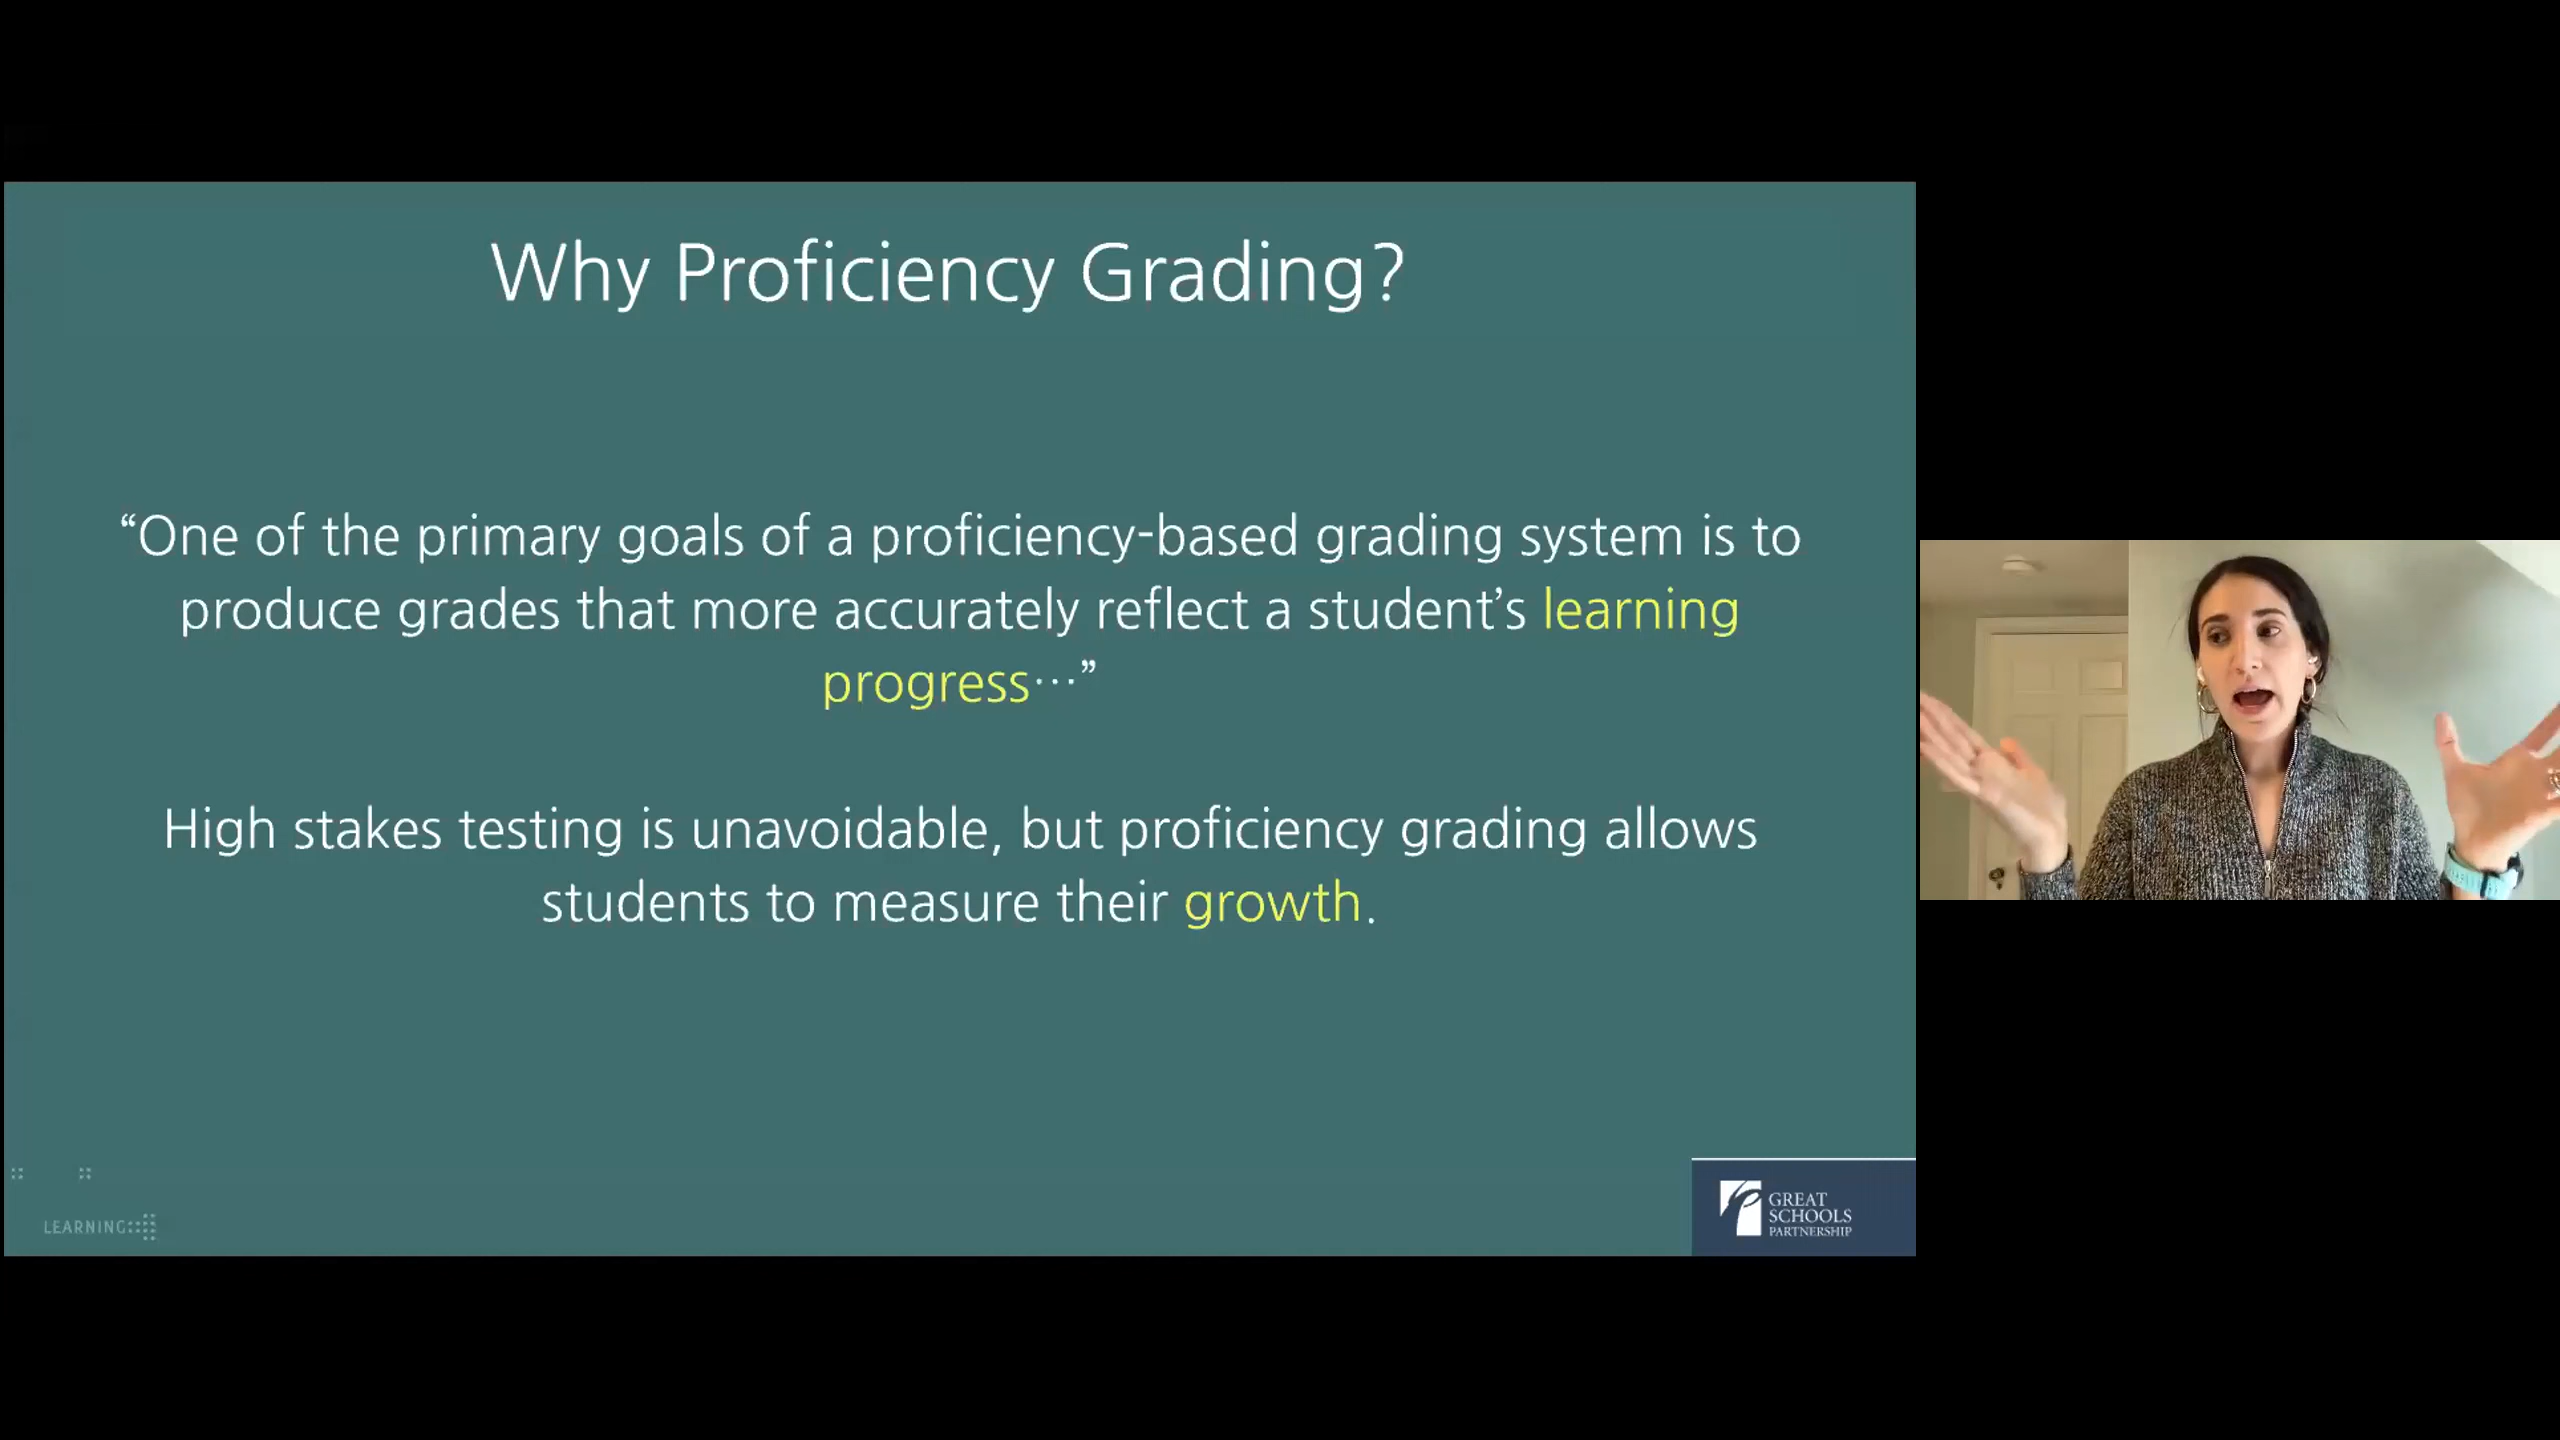 Why Proficiency Grading?
“One of the primary goals of a proficiency-based grading system is to
produce grades that more accurately reflect a student’s learning
progress…”
High stakes testing is unavoidable, but proficiency grading allows
students to measure their growth.
LEARNING
GREAT
SCHOOLS
PARTNERSHIP